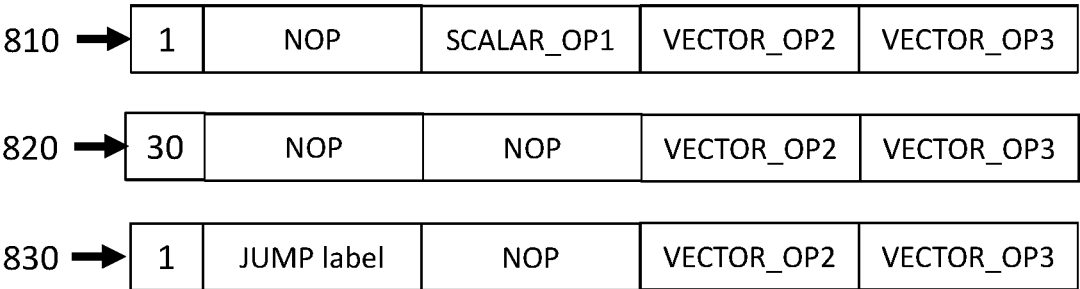 810 1 NOP SCALAR_OP1 VECTOR_OP2 VECTOR_OP3
820 30 NOP NOP VECTOR_OP2 VECTOR_OP3
830 1 JUMP label NOP VECTOR_OP2 VECTOR_OP3